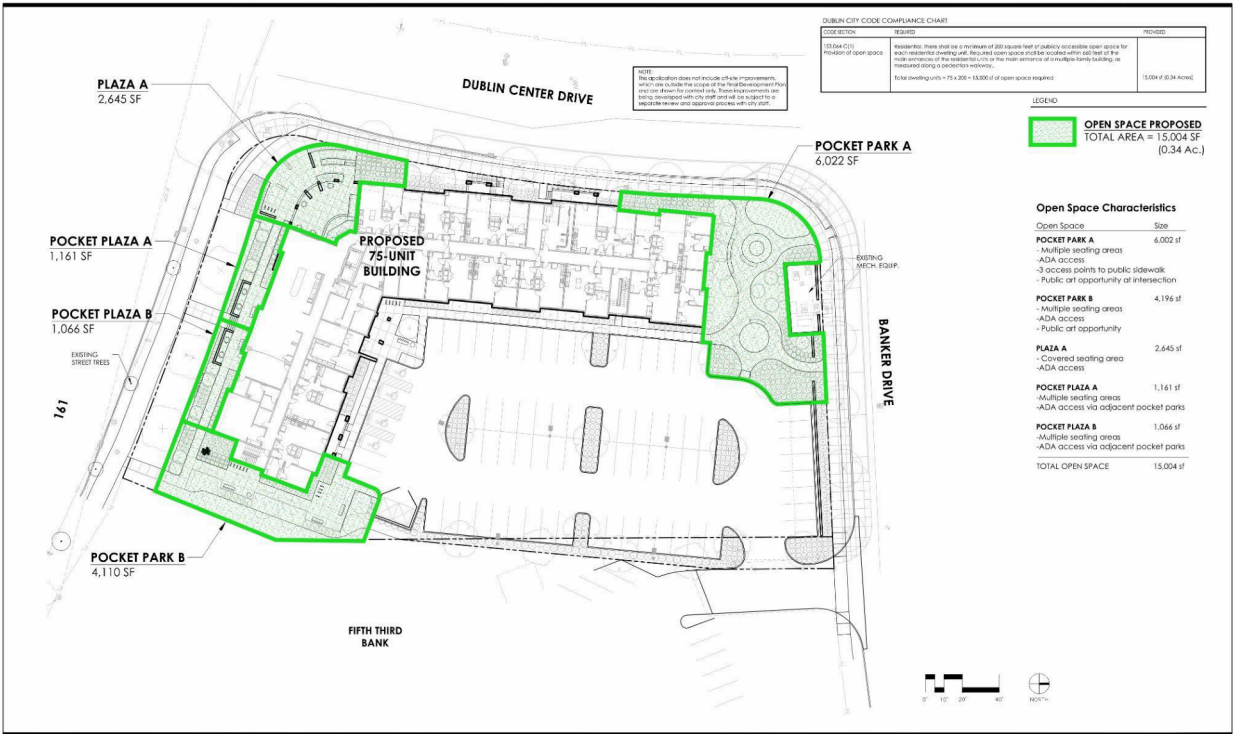 DUBLIN CITY CODE COMPLIANCE CHART
CODE SECTION REQUIRED PROVIDED
153.064-C(1)
Provision of open space
Residential. There shall be a minimum of 200 square feet of publicly accessible open space for
each residential dwelling unit. Required open space shall be located within 660 feet of the
main entrances of the residential units or the main entrance of a multiple-family building, as
measured along a pedestrian walkway...
Total dwelling units = 75 x 200 = 15,000 sf of open space required
15,004 sf (0.34 Acres)
NOTE:
This application does not include off-site improvements,
which are outside the scope of the Final Development Plan
and are shown for context only. These improvements are
being developed with city staff and will be subject to a
separate review and approval process with city staff.
LEGEND
OPEN SPACE PROPOSED
TOTAL AREA = 15,004 SF
(0.34 Ac.)
PLAZA A
2,645 SF
DUBLIN CENTER DRIVE
POCKET PARK A
6,022 SF
POCKET PLAZA A
1,161 SF
PROPOSED
75-UNIT
BUILDING
EXISTING
MECH. EQUIP.
POCKET PLAZA B
1,066 SF
EXISTING
STREET TREES
BANKER DRIVE
161
POCKET PARK B
4,110 SF
FIFTH THIRD
BANK
Open Space Characteristics
Open Space Size
POCKET PARK A 6,002 sf
- Multiple seating areas
-ADA access
-3 access points to public sidewalk
- Public art opportunity at intersection
POCKET PARK B 4,196 sf
- Multiple seating areas
-ADA access
- Public art opportunity
PLAZA A 2,645 sf
- Covered seating area
-ADA access
POCKET PLAZA A 1,161 sf
-Multiple seating areas
-ADA access via adjacent pocket parks
POCKET PLAZA B 1,066 sf
-Multiple seating areas
-ADA access via adjacent pocket parks
TOTAL OPEN SPACE 15,004 sf
0' 10' 20' 40'
NORTH